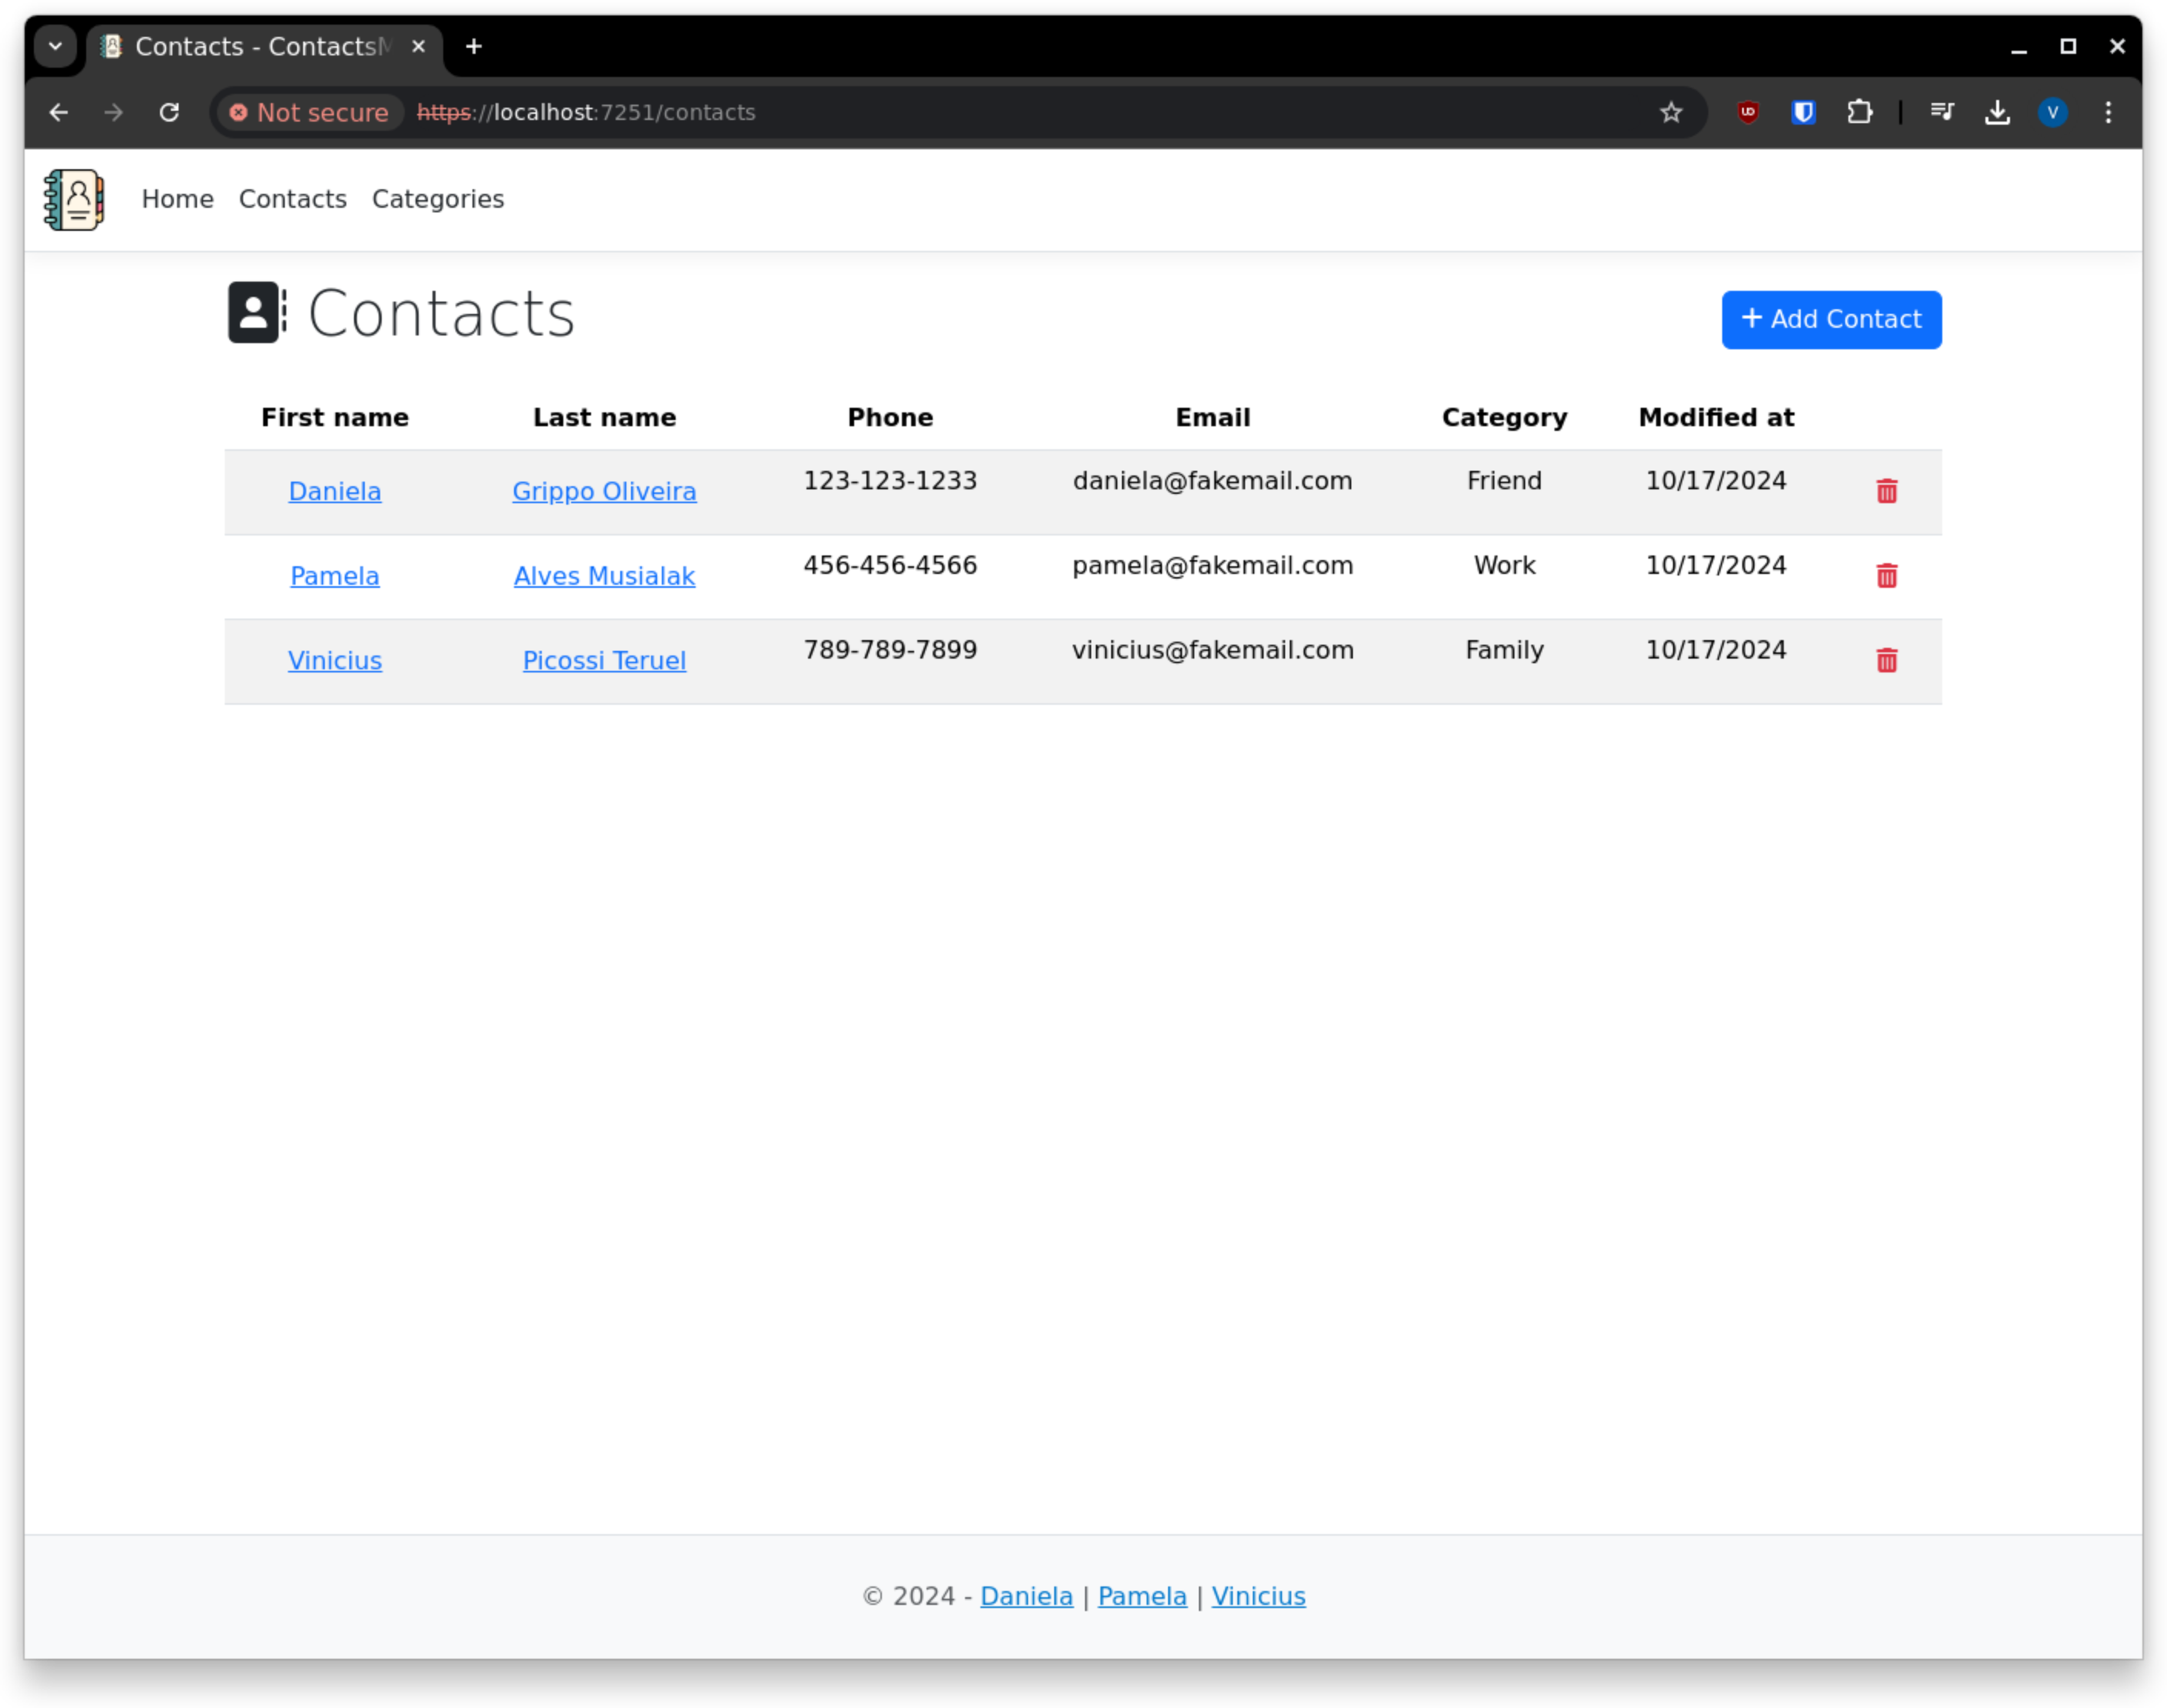 Contacts - ContactsM
Not secure https://localhost:7251/contacts V
Home Contacts Categories
Contacts
+ Add Contact
First name Last name Phone Email Category Modified at
Daniela Grippo Oliveira 123-123-1233 daniela@fakemail.com Friend 10/17/2024
Pamela Alves Musialak 456-456-4566 pamela@fakemail.com Work 10/17/2024
Vinicius Picossi Teruel 789-789-7899 vinicius@fakemail.com Family 10/17/2024
© 2024 - Daniela | Pamela | Vinicius